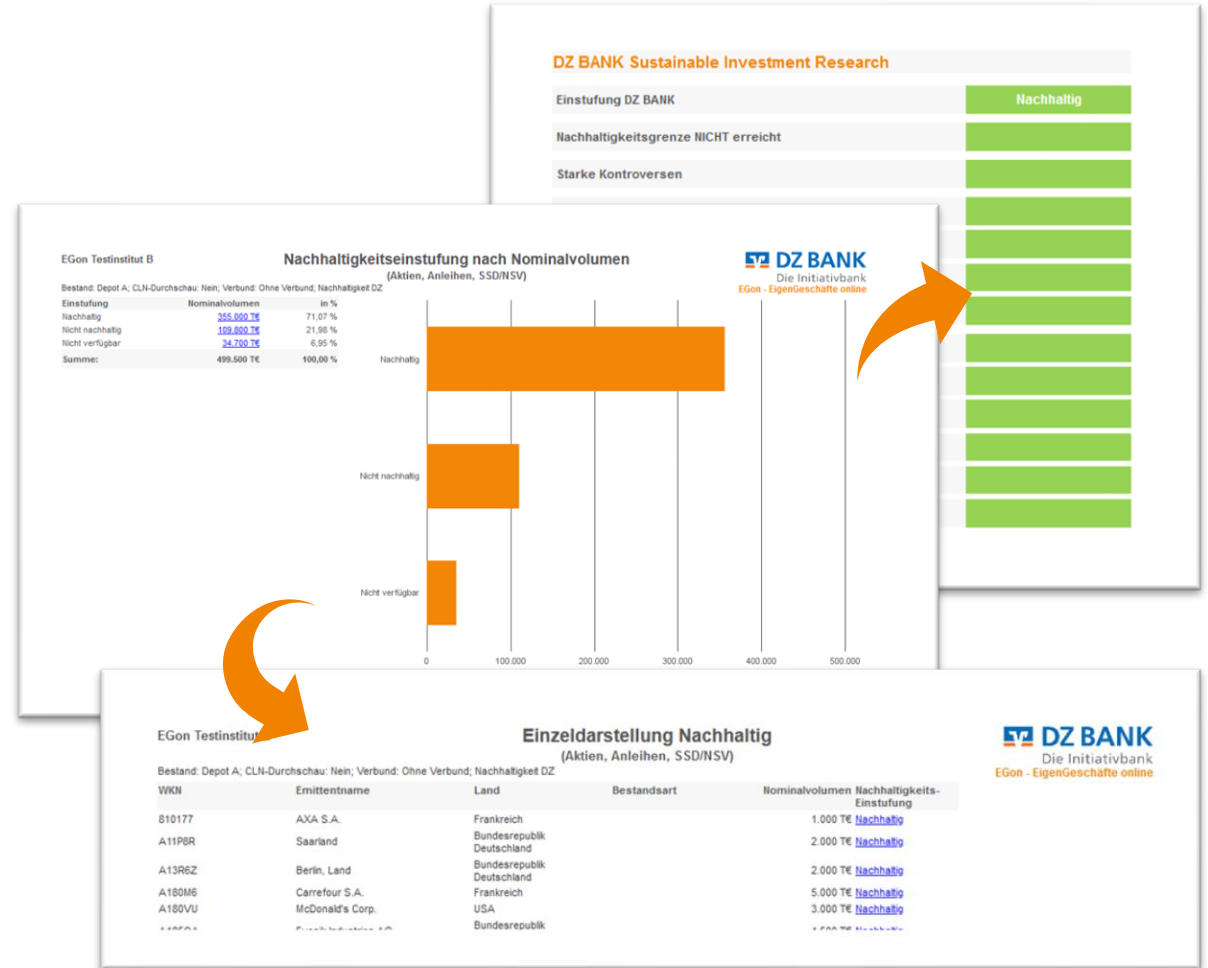 DZ BANK Sustainable Investment Research
Einstufung DZ BANK Nachhaltig
Nachhaltigkeitsgrenze NICHT erreicht
Starke Kontroversen
EGon Testinstitut B
Nachhaltigkeitseinstufung nach Nominalvolumen
(Aktien, Anleihen, SSD/NSV)
DZ BANK
Die Initiativbank
EGon - EigenGeschäfte online
Bestand: Depot A; CLN-Durchschau: Nein; Verbund: Ohne Verbund; Nachhaltigkeit DZ
Einstufung Nominalvolumen in %
Nachhaltig 355.000 T€ 71,07 %
Nicht nachhaltig 109.800 T€ 21,98 %
Nicht verfügbar 34.700 T€ 6,95 %
Summe: 499.500 T€ 100,00 %
Nachhaltig
Nicht nachhaltig
Nicht verfügbar
0 100.000 200.000 300.000 400.000 500.000
EGon Testinstitut
Einzeldarstellung Nachhaltig
(Aktien, Anleihen, SSD/NSV)
DZ BANK
Die Initiativbank
EGon - EigenGeschäfte online
Bestand: Depot A; CLN-Durchschau: Nein; Verbund: Ohne Verbund; Nachhaltigkeit DZ
WKN Emittentname Land Bestandsart Nominalvolumen Nachhaltigkeits-
Einstufung
810177 AXA S.A. Frankreich 1.000 T€ Nachhaltig
A11P8R Saarland Bundesrepublik
Deutschland 2.000 T€ Nachhaltig
A13R6Z Berlin, Land Bundesrepublik
Deutschland 2.000 T€ Nachhaltig
A180M6 Carrefour S.A. Frankreich 5.000 T€ Nachhaltig
A180VU McDonald's Corp. USA 3.000 T€ Nachhaltig
Bundesrepublik